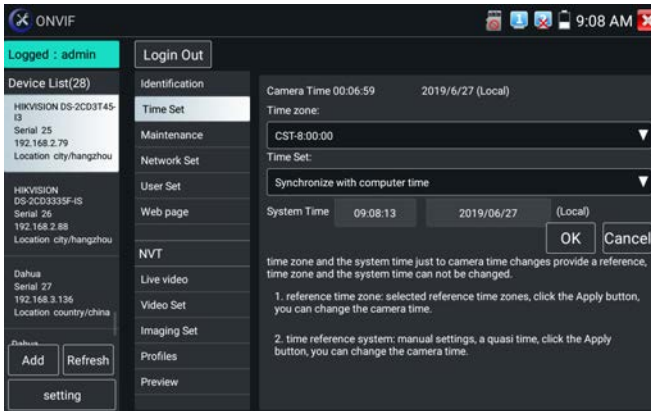 ONVIF
9:08 AM
Logged : admin
Login Out
Device List(28)
HIKVISION DS-2CD3T45-
I3
Serial 25
192.168.2.79
Location city/hangzhou
HIKVISION
DS-2CD3335F-IS
Serial 26
192.168.2.88
Location city/hangzhou
Dahua
Serial 27
192.168.3.136
Location country/china
Dahua
Add
Refresh
setting
Identification
Time Set
Maintenance
Network Set
User Set
Web page
NVT
Live video
Video Set
Imaging Set
Profiles
Preview
Camera Time 00:06:59 2019/6/27 (Local)
Time zone:
CST-8:00:00
Time Set:
Synchronize with computer time
System Time 09:08:13 2019/06/27 (Local)
OK
Cancel
time zone and the system time just to camera time changes provide a reference,
time zone and the system time can not be changed.
1. reference time zone: selected reference time zones, click the Apply button,
you can change the camera time.
2. time reference system: manual settings, a quasi time, click the Apply
button, you can change the camera time.